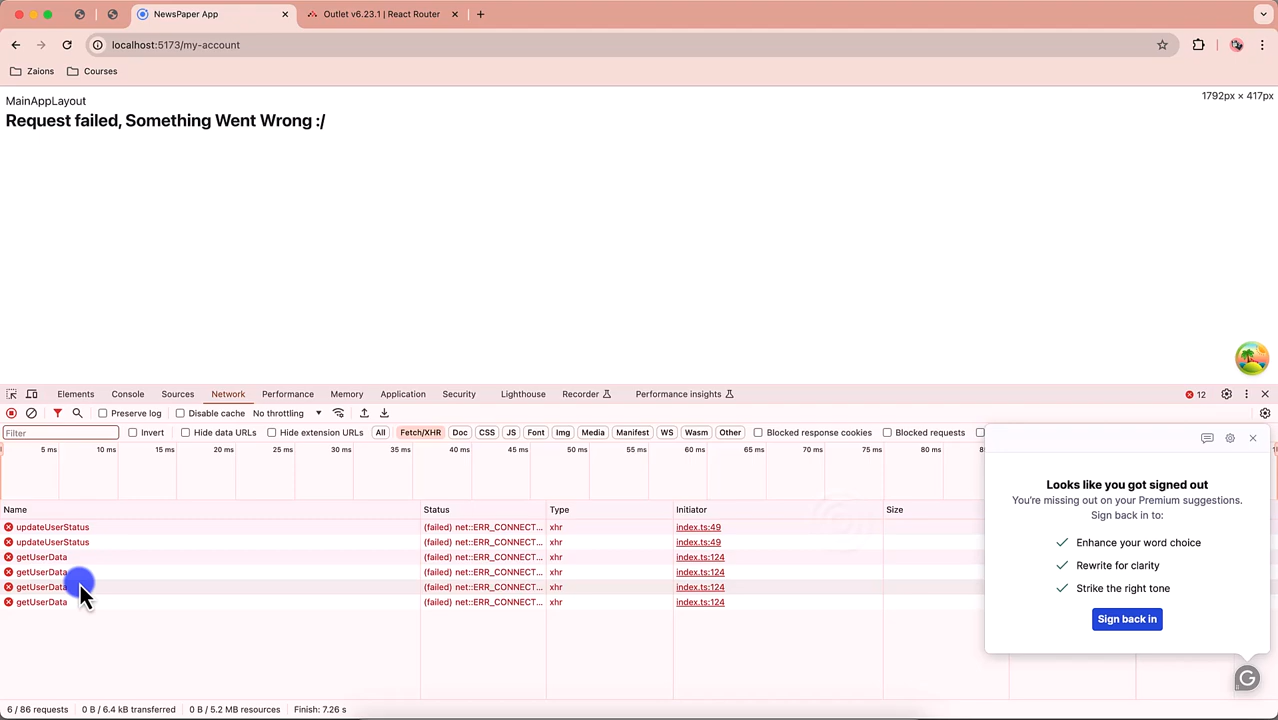 NewsPaper App
Outlet v6.23.1 | React Router
localhost:5173/my-account
Zaions
Courses
MainAppLayout
1792px × 417px
Request failed, Something Went Wrong :/
Elements Console Sources Network Performance Memory Application Security Lighthouse Recorder Performance insights 12
Preserve log Disable cache No throttling
Filter Invert Hide data URLs Hide extension URLs All Fetch/XHR Doc CSS JS Font Img Media Manifest WS Wasm Other Blocked response cookies Blocked requests
5 ms 10 ms 15 ms 20 ms 25 ms 30 ms 35 ms 40 ms 45 ms 50 ms 55 ms 60 ms 65 ms 70 ms 75 ms 80 ms
Name Status Type Initiator Size
updateUserStatus (failed) net::ERR_CONNECT... xhr index.ts:49
updateUserStatus (failed) net::ERR_CONNECT... xhr index.ts:49
getUserData (failed) net::ERR_CONNECT... xhr index.ts:124
getUserData (failed) net::ERR_CONNECT... xhr index.ts:124
getUserData (failed) net::ERR_CONNECT... xhr index.ts:124
getUserData (failed) net::ERR_CONNECT... xhr index.ts:124
Looks like you got signed out
You're missing out on your Premium suggestions.
Sign back in to:
Enhance your word choice
Rewrite for clarity
Strike the right tone
Sign back in
6 / 86 requests 0 B / 6.4 kB transferred 0 B / 5.2 MB resources Finish: 7.26 s